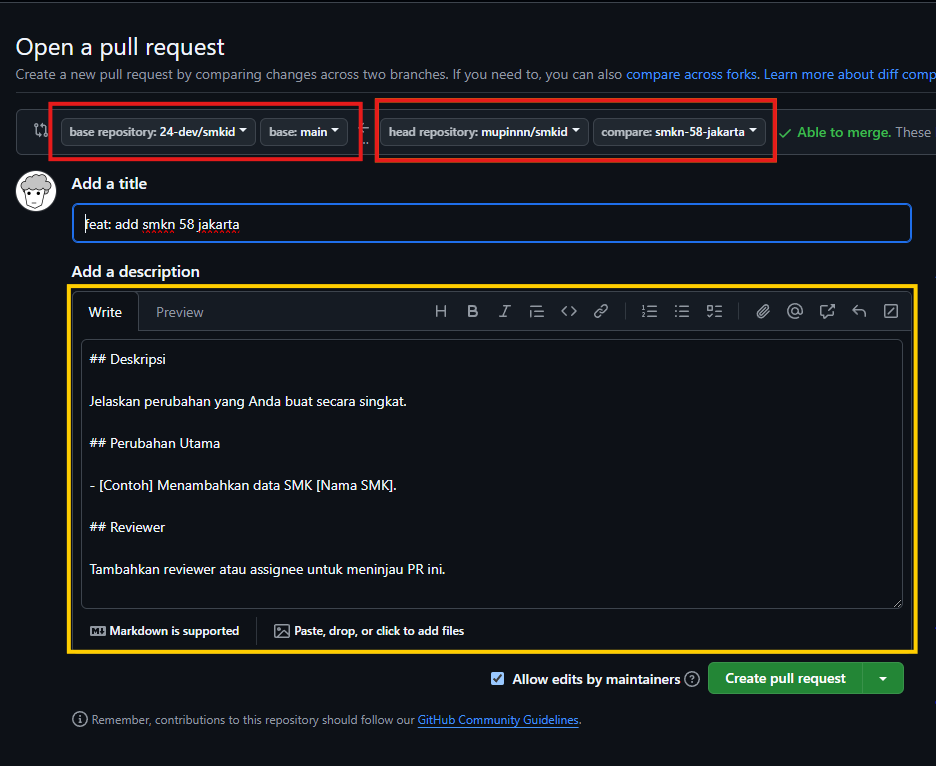 Open a pull request
Create a new pull request by comparing changes across two branches. If you need to, you can also compare across forks. Learn more about diff comp
base repository: 24-dev/smkid base: main head repository: mupinnn/smkid compare: smkn-58-jakarta Able to merge. These
Add a title
feat: add smkn 58 jakarta
Add a description
Write Preview
## Deskripsi
Jelaskan perubahan yang Anda buat secara singkat.
## Perubahan Utama
- [Contoh] Menambahkan data SMK [Nama SMK].
## Reviewer
Tambahkan reviewer atau assignee untuk meninjau PR ini.
Markdown is supported Paste, drop, or click to add files
Allow edits by maintainers Create pull request
Remember, contributions to this repository should follow our GitHub Community Guidelines.